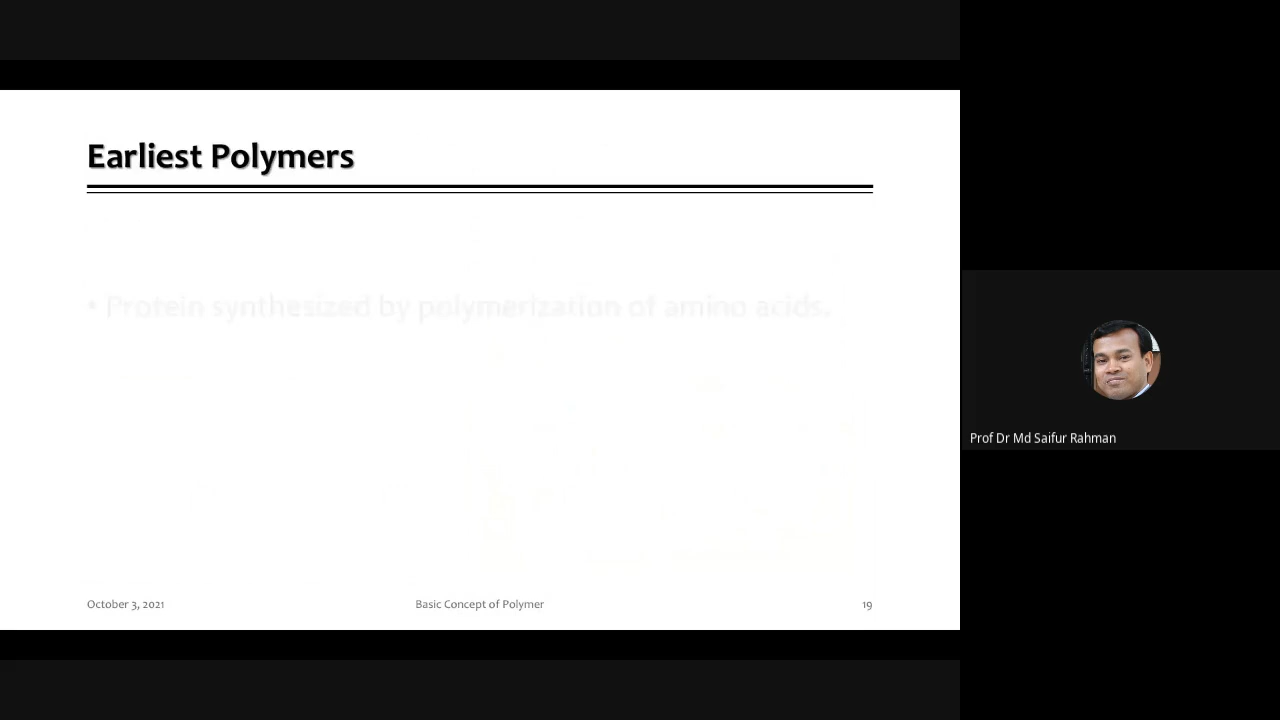 Earliest Polymers
• Protein synthesized by polymerization of amino acids.
October 3, 2021
Basic Concept of Polymer
19
Prof Dr Md Saifur Rahman